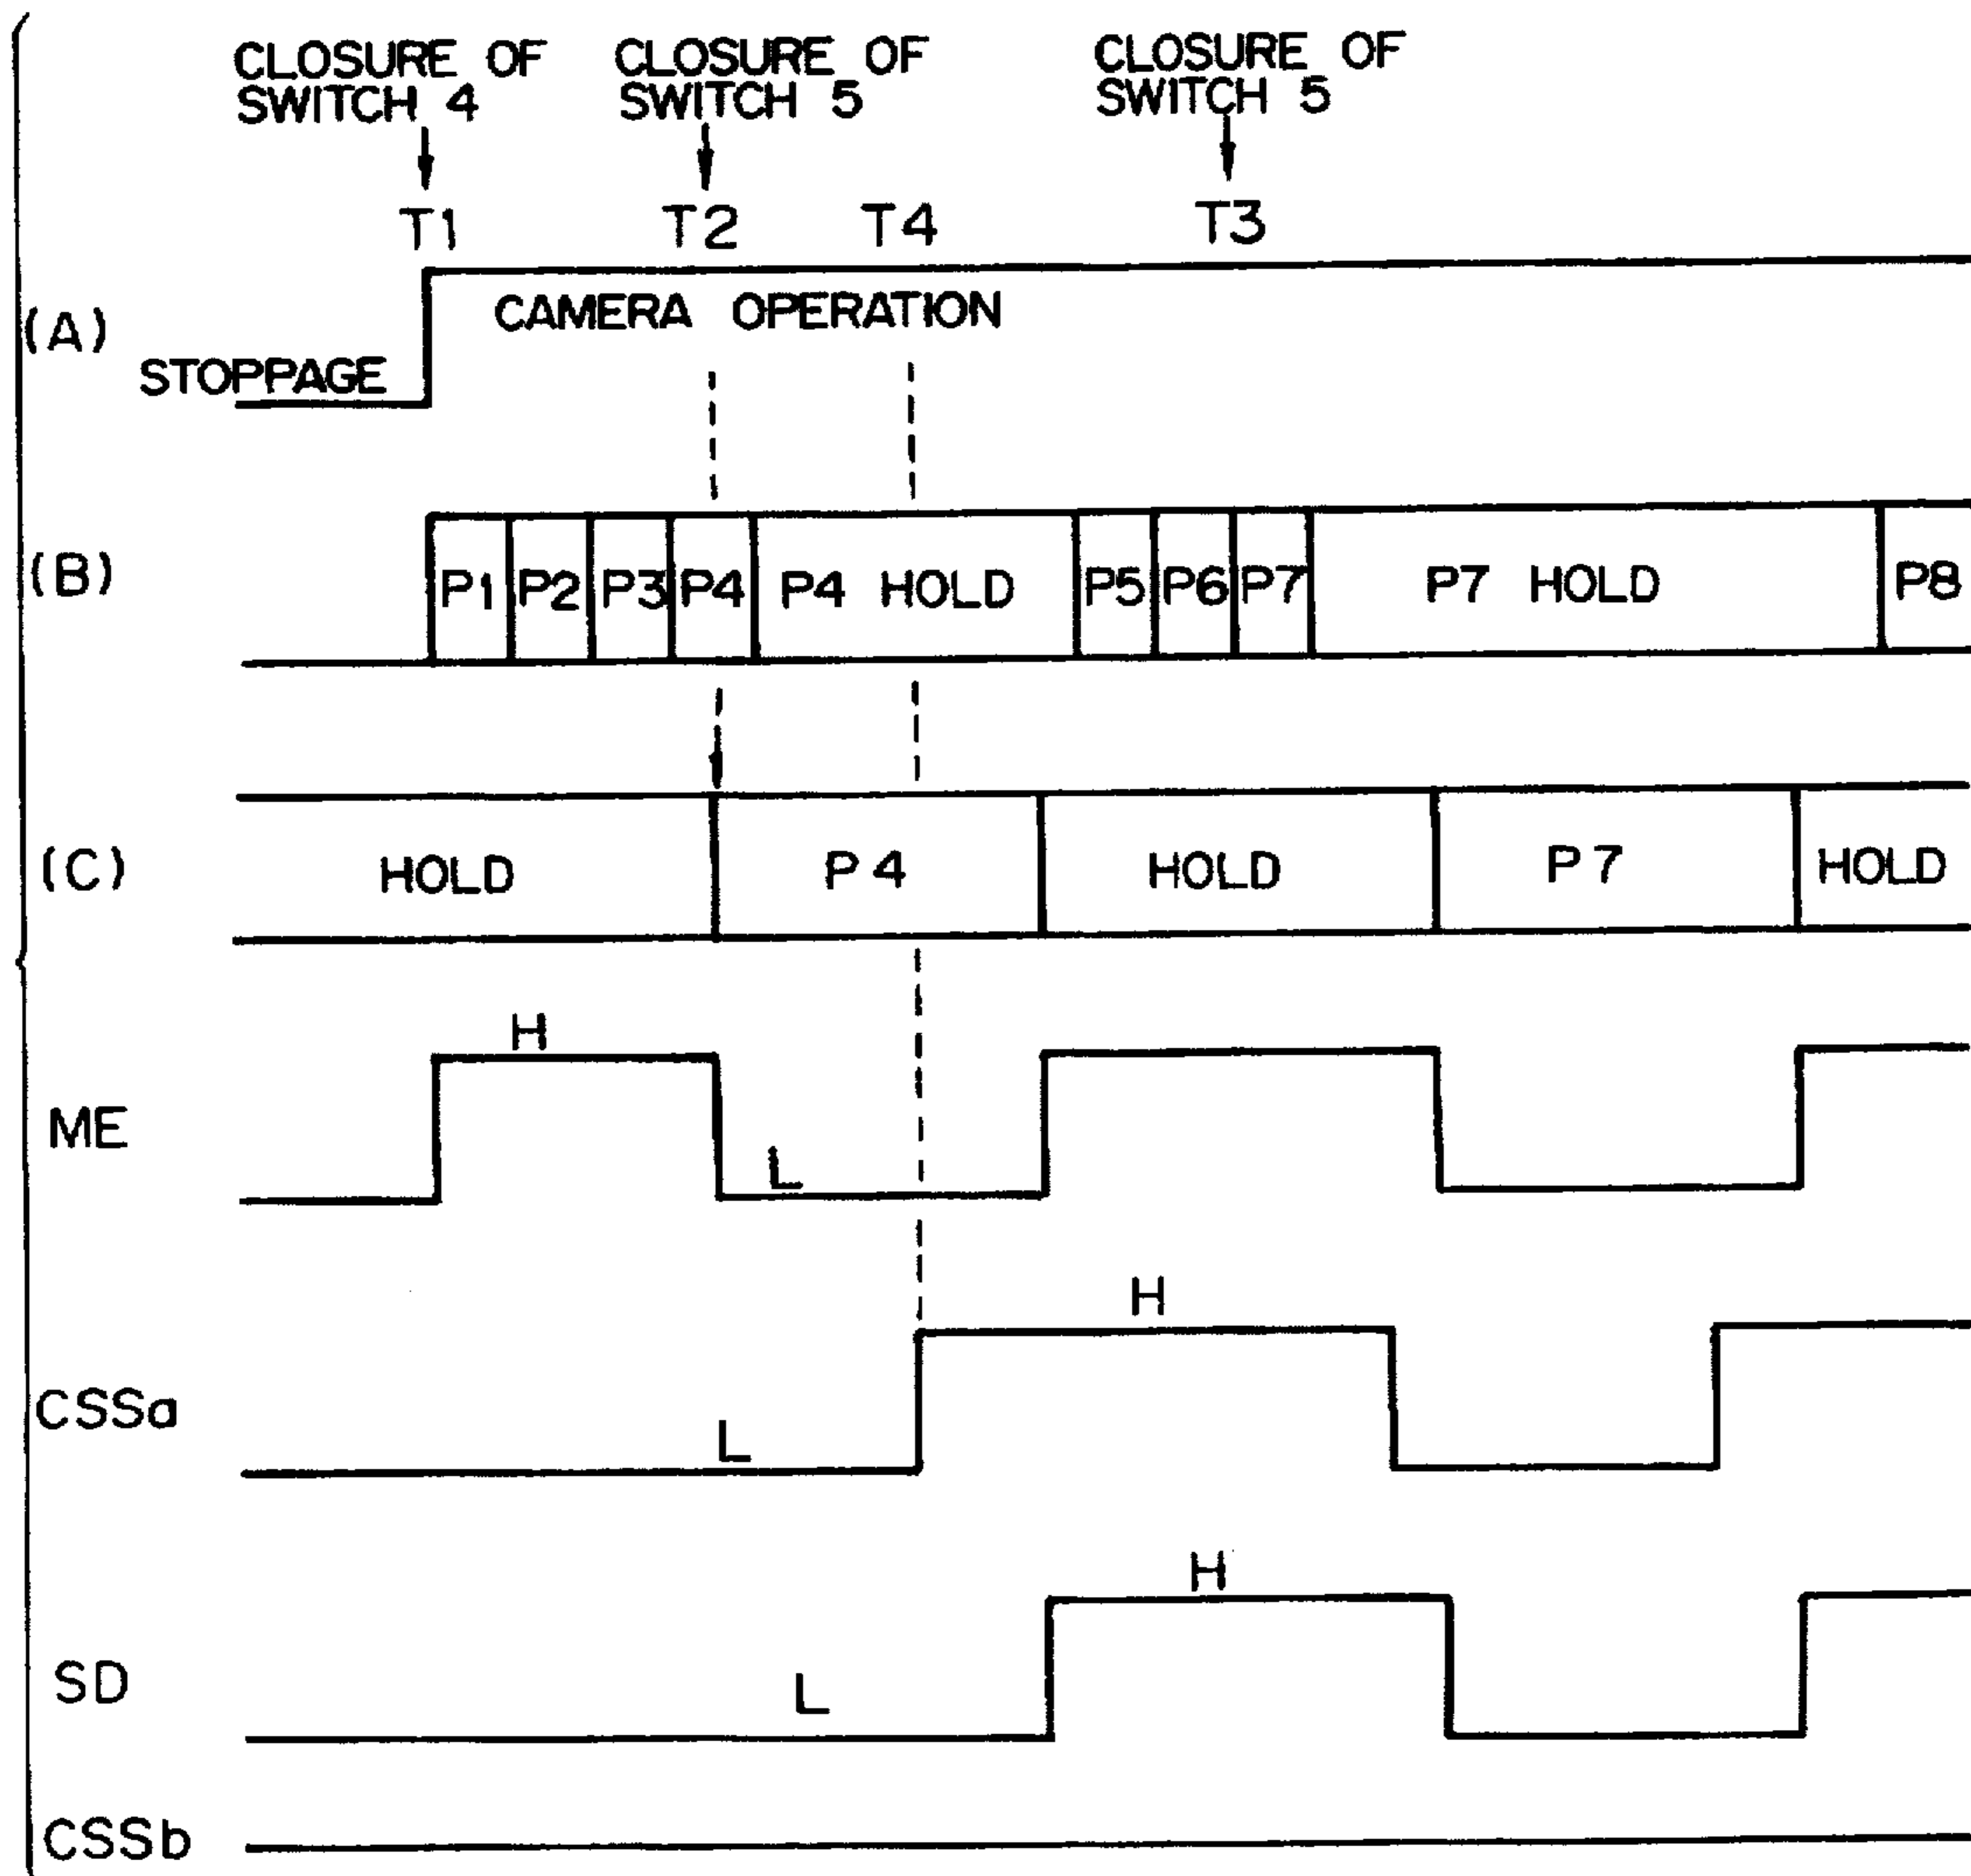 CLOSURE OF
SWITCH 4
CLOSURE OF
SWITCH 5
CLOSURE OF
SWITCH 5
T1 T2 T4 T3
(A)
CAMERA OPERATION
STOPPAGE
(B) P1 P2 P3 P4 P4 HOLD P5 P6 P7 P7 HOLD P8
(C) HOLD P4 HOLD P7 HOLD
H
ME
L
H
CSSa
L
H
SD
L
CSSb